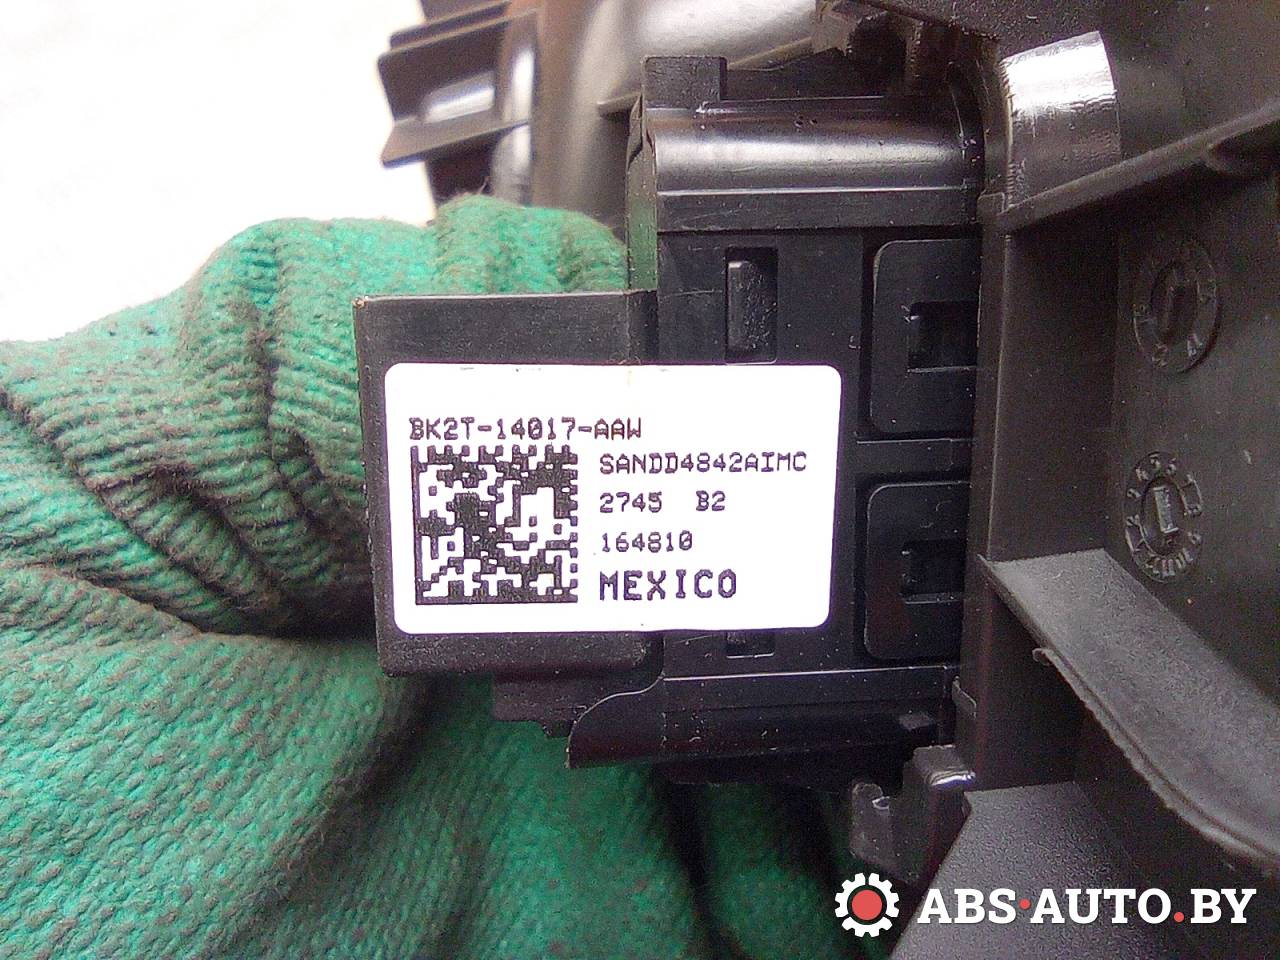 BK2T-14017-AAW
SANDD4842AIMC
2745 B2
164810
MEXICO
ABS·AUTO.BY